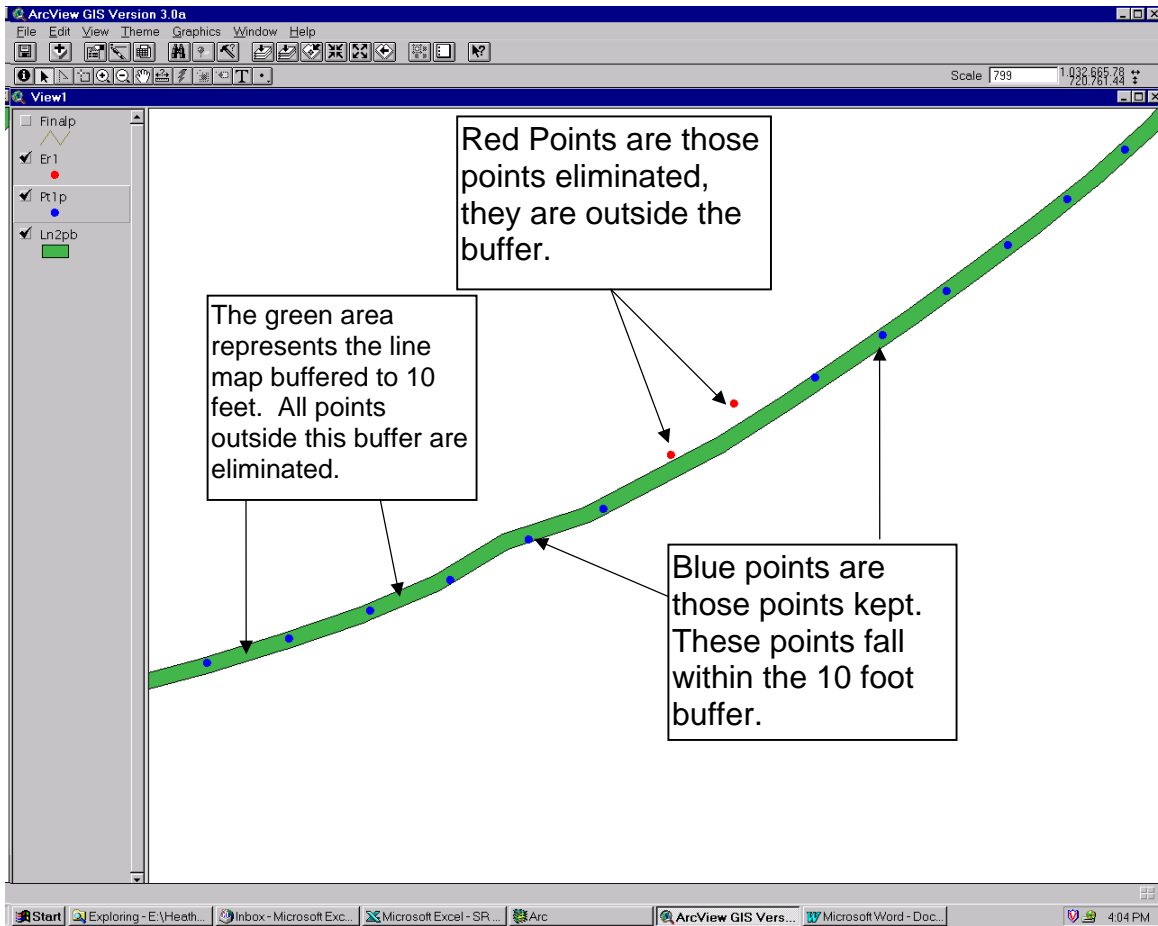 ArcView GIS Version 3.0a
File Edit View Theme Graphics Window Help
Scale 799
1,032,665.78
720,761.44
View1
Finalp
Er1
Pt1p
Ln2pb
Red Points are those
points eliminated,
they are outside the
buffer.
The green area
represents the line
map buffered to 10
feet. All points
outside this buffer are
eliminated.
Blue points are
those points kept.
These points fall
within the 10 foot
buffer.
Start
Exploring - E:\Heath...
Inbox - Microsoft Exc...
Microsoft Excel - SR ...
Arc
ArcView GIS Vers...
Microsoft Word - Doc...
4:04 PM